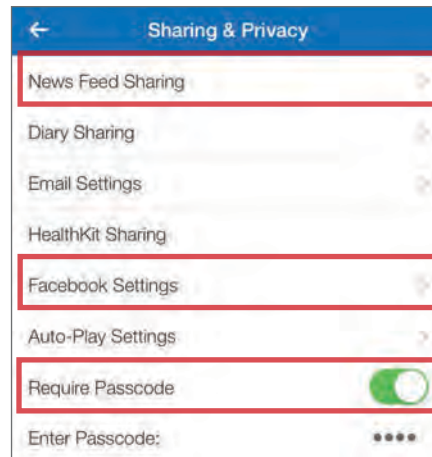 Sharing & Privacy
News Feed Sharing
Diary Sharing
Email Settings
HealthKit Sharing
Facebook Settings
Auto-Play Settings
Require Passcode
Enter Passcode: ••••